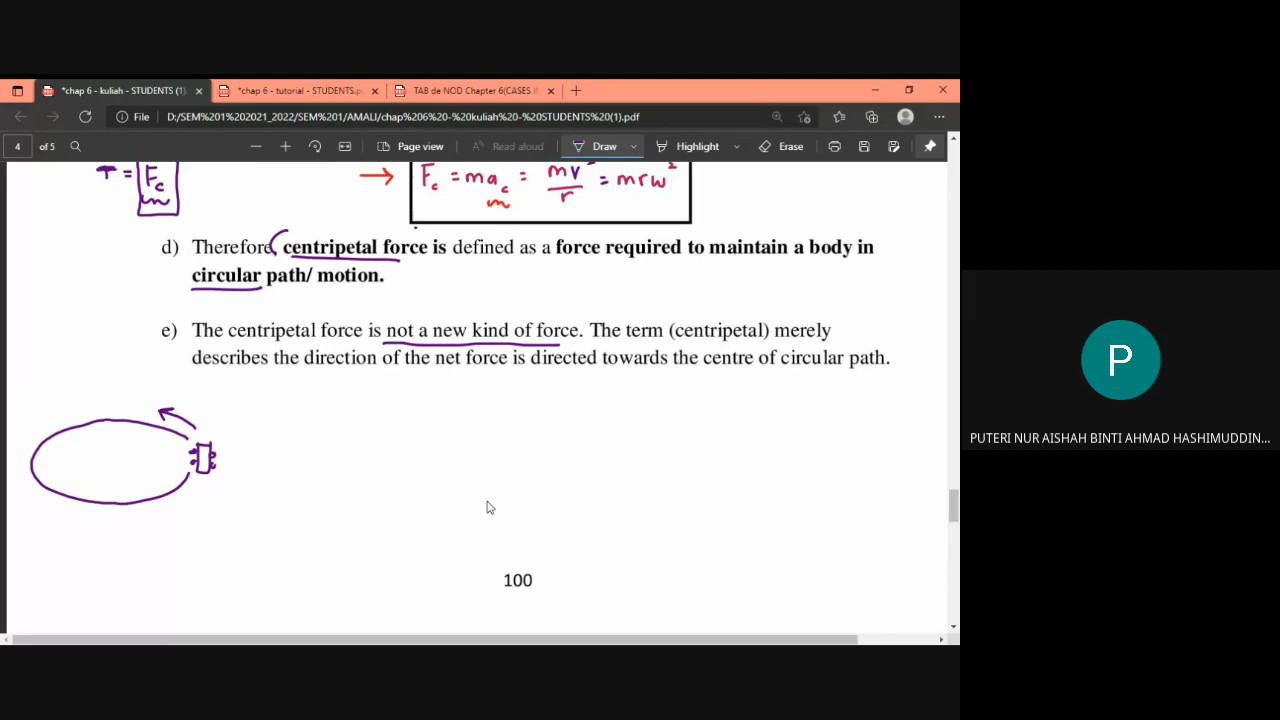 *chap 6 - kuliah - STUDENTS (1).
*chap 6 - tutorial - STUDENTS.p
TAB de NOD Chapter 6(CASES I
File D:/SEM%201%202021_2022/SEM%201/AMALI/chap%206%20-%20kuliah%20-%20STUDENTS%20(1).pdf
4 of 5 Page view Read aloud Draw Highlight Erase
T = Fc
m
→ Fc = mac = mv²/r = mrw²
m
d) Therefore, centripetal force is defined as a force required to maintain a body in
circular path/ motion.
e) The centripetal force is not a new kind of force. The term (centripetal) merely
describes the direction of the net force is directed towards the centre of circular path.
100
P
PUTERI NUR AISHAH BINTI AHMAD HASHIMUDDIN...